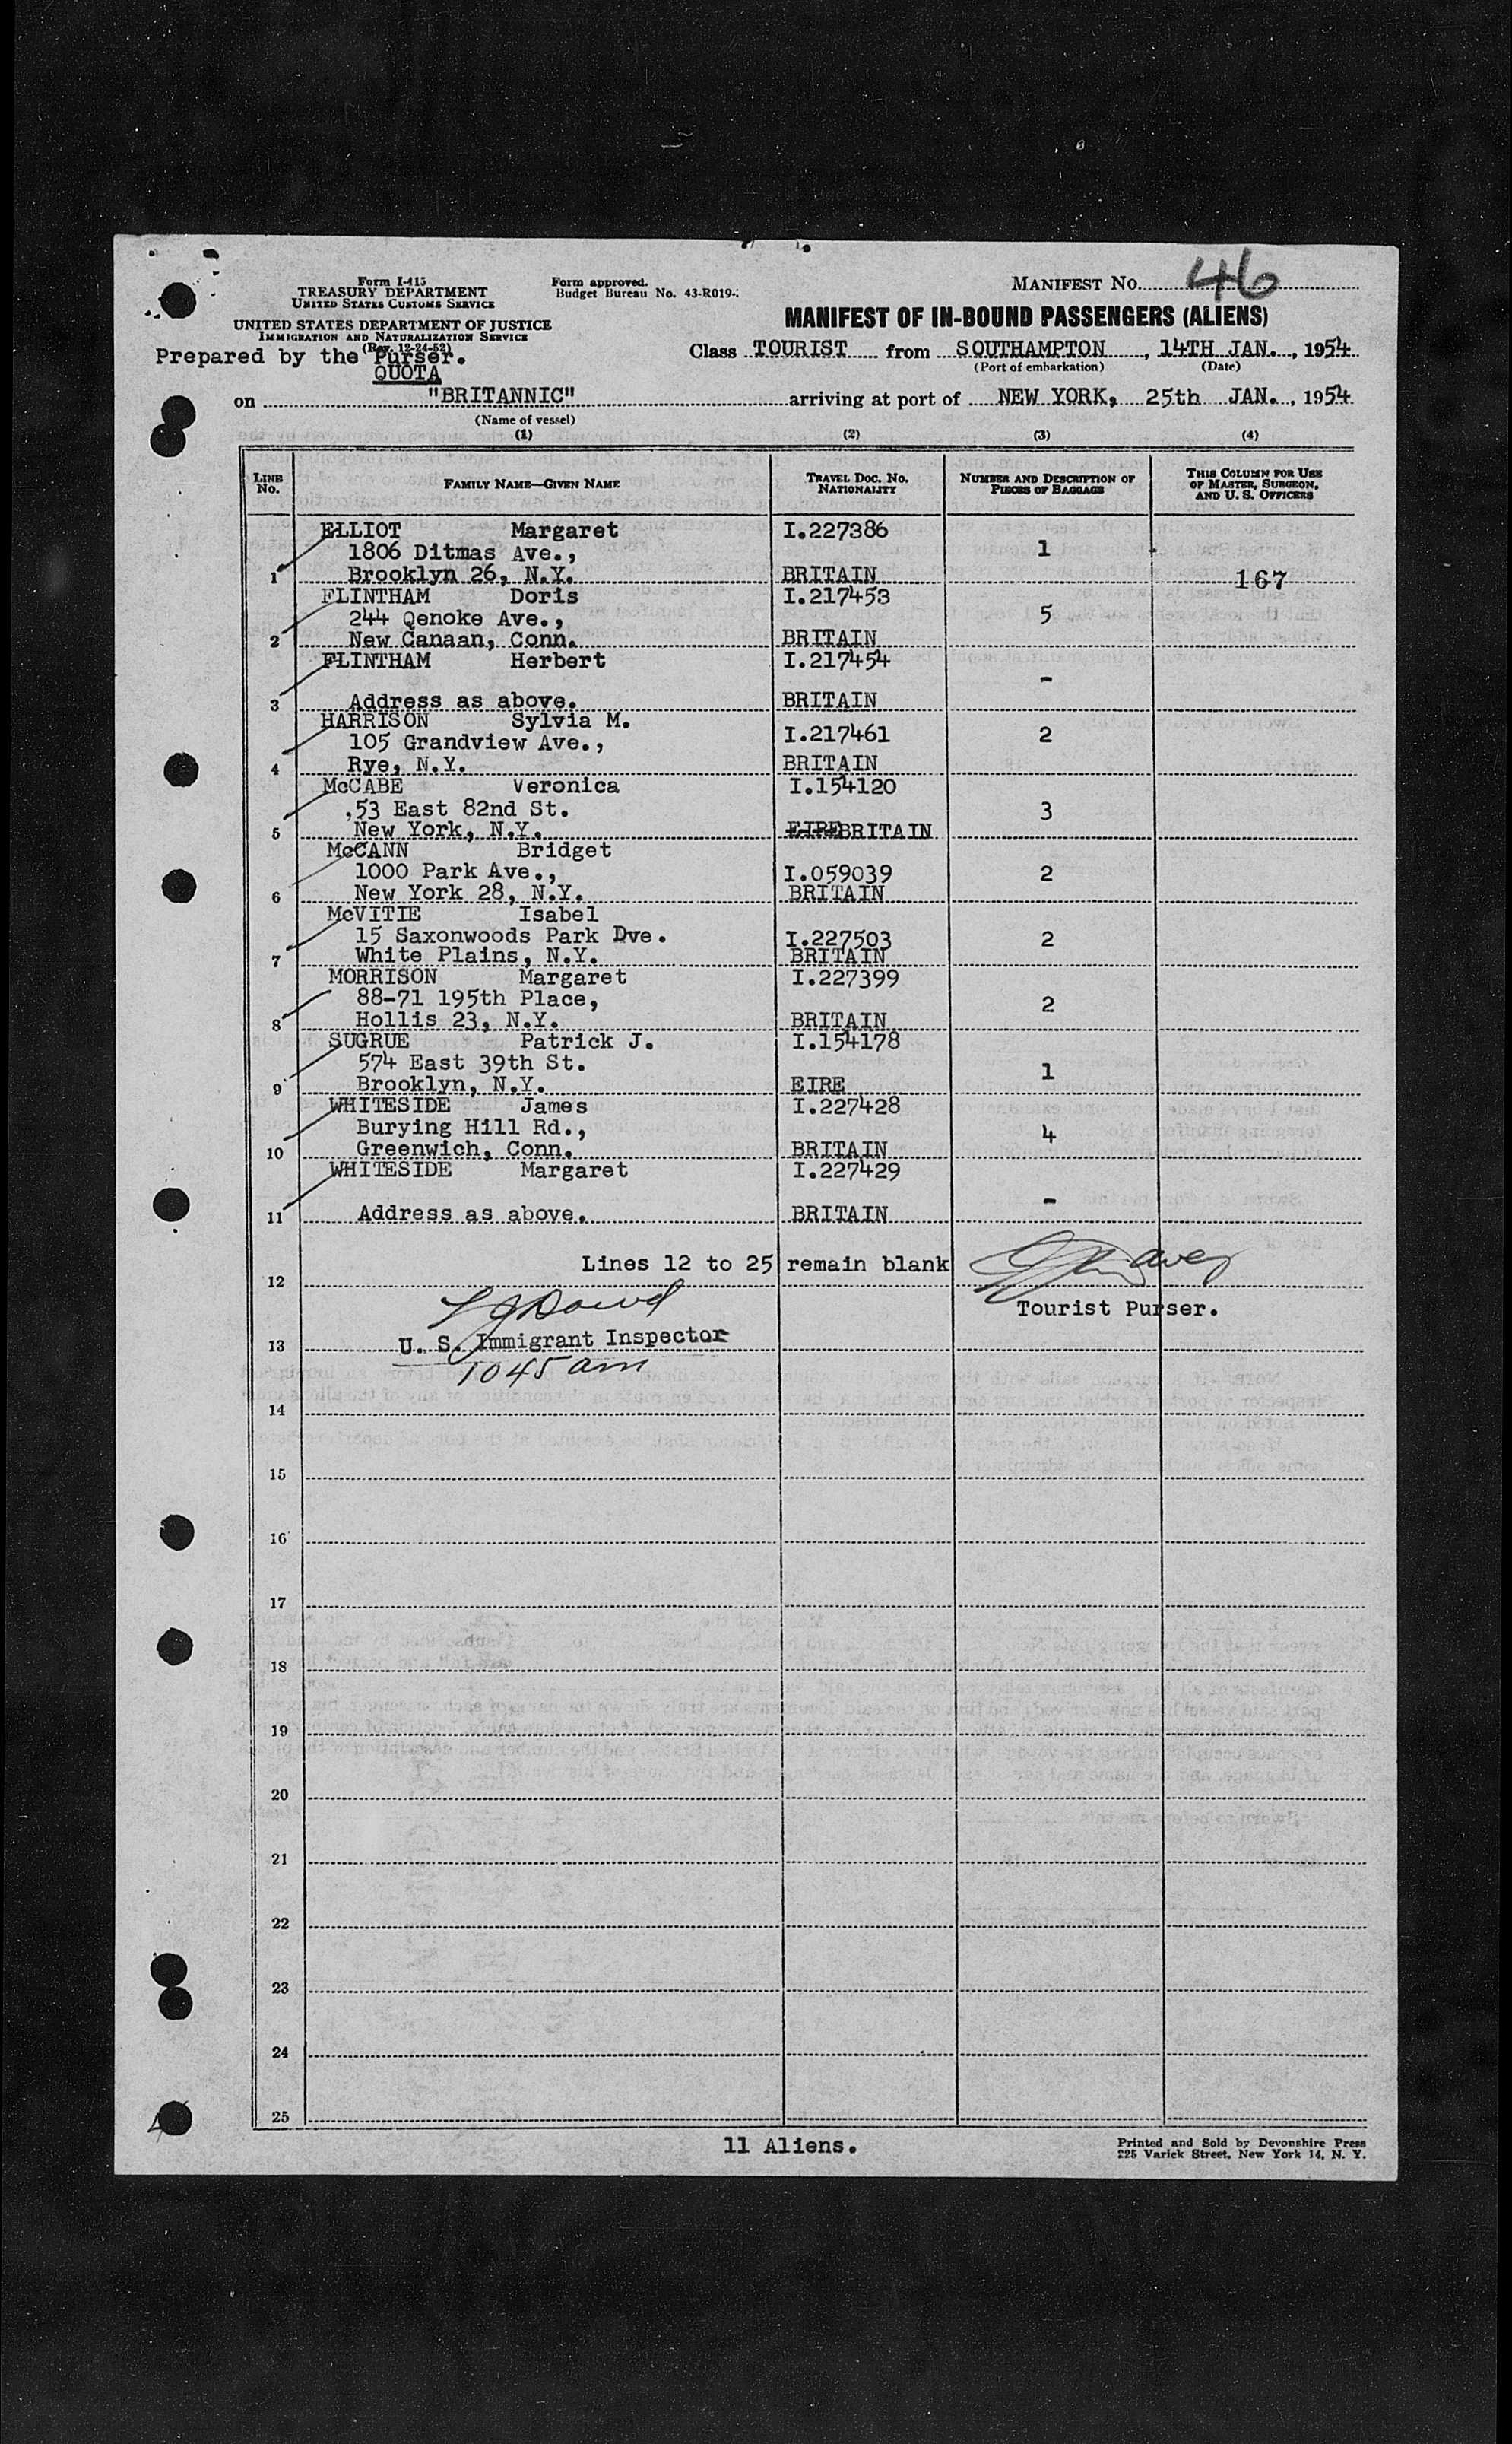 Form I-415
TREASURY DEPARTMENT
UNITED STATES CUSTOMS SERVICE
UNITED STATES DEPARTMENT OF JUSTICE
IMMIGRATION AND NATURALIZATION SERVICE
(Rev. 12-24-52)
Prepared by the Purser.
QUOTA
Form approved.
Budget Bureau No. 43-R019-
MANIFEST NO. 46
MANIFEST OF IN-BOUND PASSENGERS (ALIENS)
Class TOURIST from SOUTHAMPTON, 14TH JAN., 1954
(Port of embarkation) (Date)
on "BRITANNIC" arriving at port of NEW YORK, 25th JAN., 1954
(Name of vessel)
(1) (2) (3) (4)
LINE NO. FAMILY NAME—GIVEN NAME TRAVEL DOC. NO. NATIONALITY NUMBER AND DESCRIPTION OF PIECES OF BAGGAGE THIS COLUMN FOR USE OF MASTER, SURGEON, AND U. S. OFFICERS
ELLIOT Margaret I.227386
1806 Ditmas Ave., 1
1 Brooklyn 26, N.Y. BRITAIN 167
FLINTHAM Doris I.217453
244 Qenoke Ave., 5
2 New Canaan, Conn. BRITAIN
FLINTHAM Herbert I.217454
-
3 Address as above. BRITAIN
HARRISON Sylvia M.
105 Grandview Ave., I.217461 2
4 Rye, N.Y. BRITAIN
McCABE Veronica I.154120
,53 East 82nd St. 3
5 New York, N.Y. EIRE BRITAIN
McCANN Bridget
1000 Park Ave., I.059039 2
6 New York 28, N.Y. BRITAIN
McVITIE Isabel
15 Saxonwoods Park Dve. I.227503 2
7 White Plains, N.Y. BRITAIN
MORRISON Margaret I.227399
88-71 195th Place, 2
8 Hollis 23, N.Y. BRITAIN
SUGRUE Patrick J. I.154178
574 East 39th St. 1
9 Brooklyn, N.Y. EIRE
WHITESIDE James I.227428
Burying Hill Rd., 4
10 Greenwich, Conn. BRITAIN
WHITESIDE Margaret I.227429
-
11 Address as above. BRITAIN
Lines 12 to 25 remain blank
12
Tourist Purser.
13 U. S. Immigrant Inspector
1045 am
14
15
16
17
18
19
20
21
22
23
24
25
11 Aliens.
Printed and Sold by Devonshire Press
225 Varick Street, New York 14, N. Y.